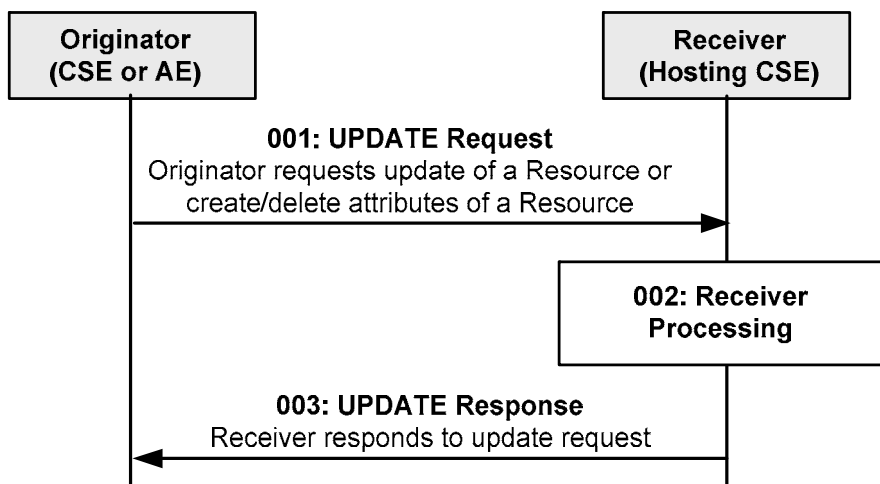 Originator
(CSE or AE)
Receiver
(Hosting CSE)
001: UPDATE Request
Originator requests update of a Resource or
create/delete attributes of a Resource
002: Receiver
Processing
003: UPDATE Response
Receiver responds to update request